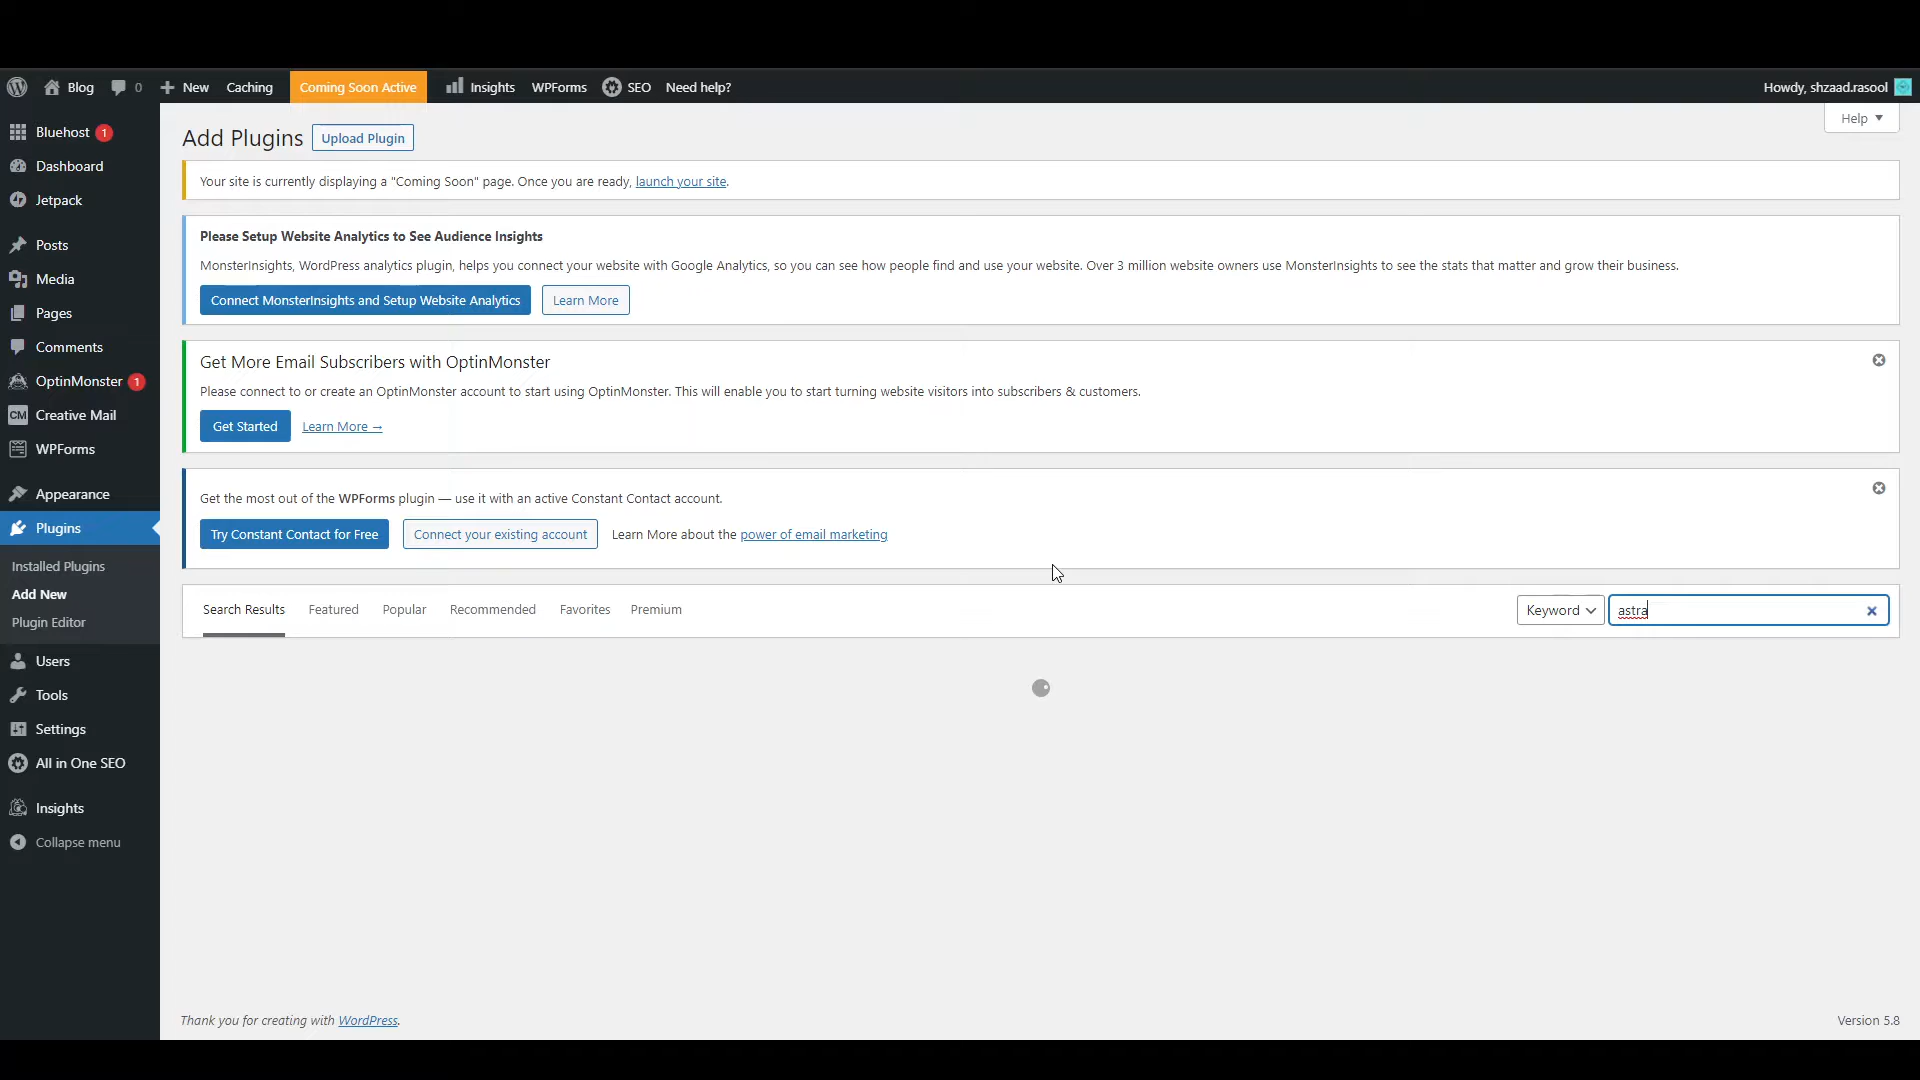 Blog 0 New Caching Coming Soon Active Insights WPForms SEO Need help? Howdy, shzaad.rasool
Help
Bluehost 1
Dashboard
Jetpack
Posts
Media
Pages
Comments
OptinMonster 1
CM Creative Mail
WPForms
Appearance
Plugins
Installed Plugins
Add New
Plugin Editor
Users
Tools
Settings
All in One SEO
Insights
Collapse menu
Add Plugins Upload Plugin
Your site is currently displaying a "Coming Soon" page. Once you are ready, launch your site.
Please Setup Website Analytics to See Audience Insights
MonsterInsights, WordPress analytics plugin, helps you connect your website with Google Analytics, so you can see how people find and use your website. Over 3 million website owners use MonsterInsights to see the stats that matter and grow their business.
Connect MonsterInsights and Setup Website Analytics Learn More
Get More Email Subscribers with OptinMonster
Please connect to or create an OptinMonster account to start using OptinMonster. This will enable you to start turning website visitors into subscribers & customers.
Get Started Learn More →
Get the most out of the WPForms plugin — use it with an active Constant Contact account.
Try Constant Contact for Free Connect your existing account Learn More about the power of email marketing
Search Results Featured Popular Recommended Favorites Premium Keyword astra
Thank you for creating with WordPress. Version 5.8